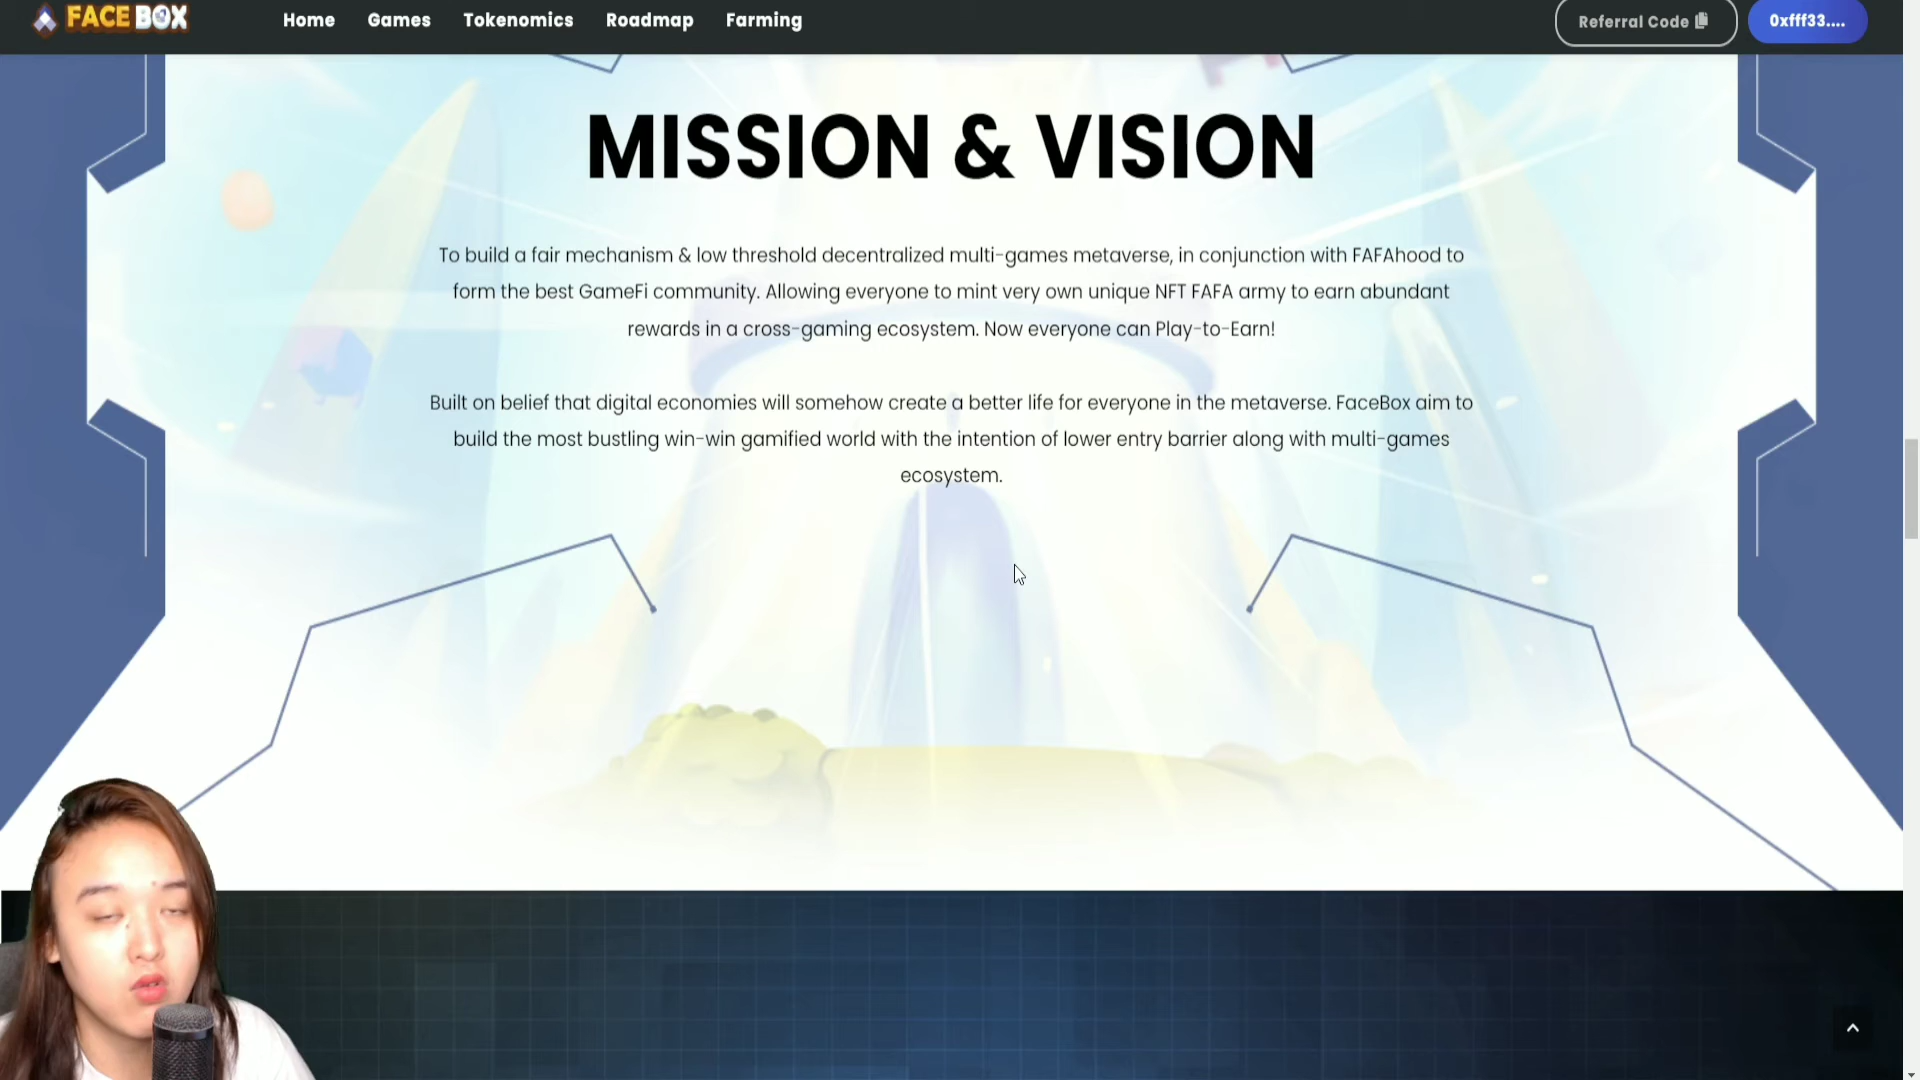 FACE BOX
Home Games Tokenomics Roadmap Farming
Referral Code
0xfff33....
MISSION & VISION
To build a fair mechanism & low threshold decentralized multi-games metaverse, in conjunction with FAFAhood to
form the best GameFi community. Allowing everyone to mint very own unique NFT FAFA army to earn abundant
rewards in a cross-gaming ecosystem. Now everyone can Play-to-Earn!
Built on belief that digital economies will somehow create a better life for everyone in the metaverse. FaceBox aim to
build the most bustling win-win gamified world with the intention of lower entry barrier along with multi-games
ecosystem.